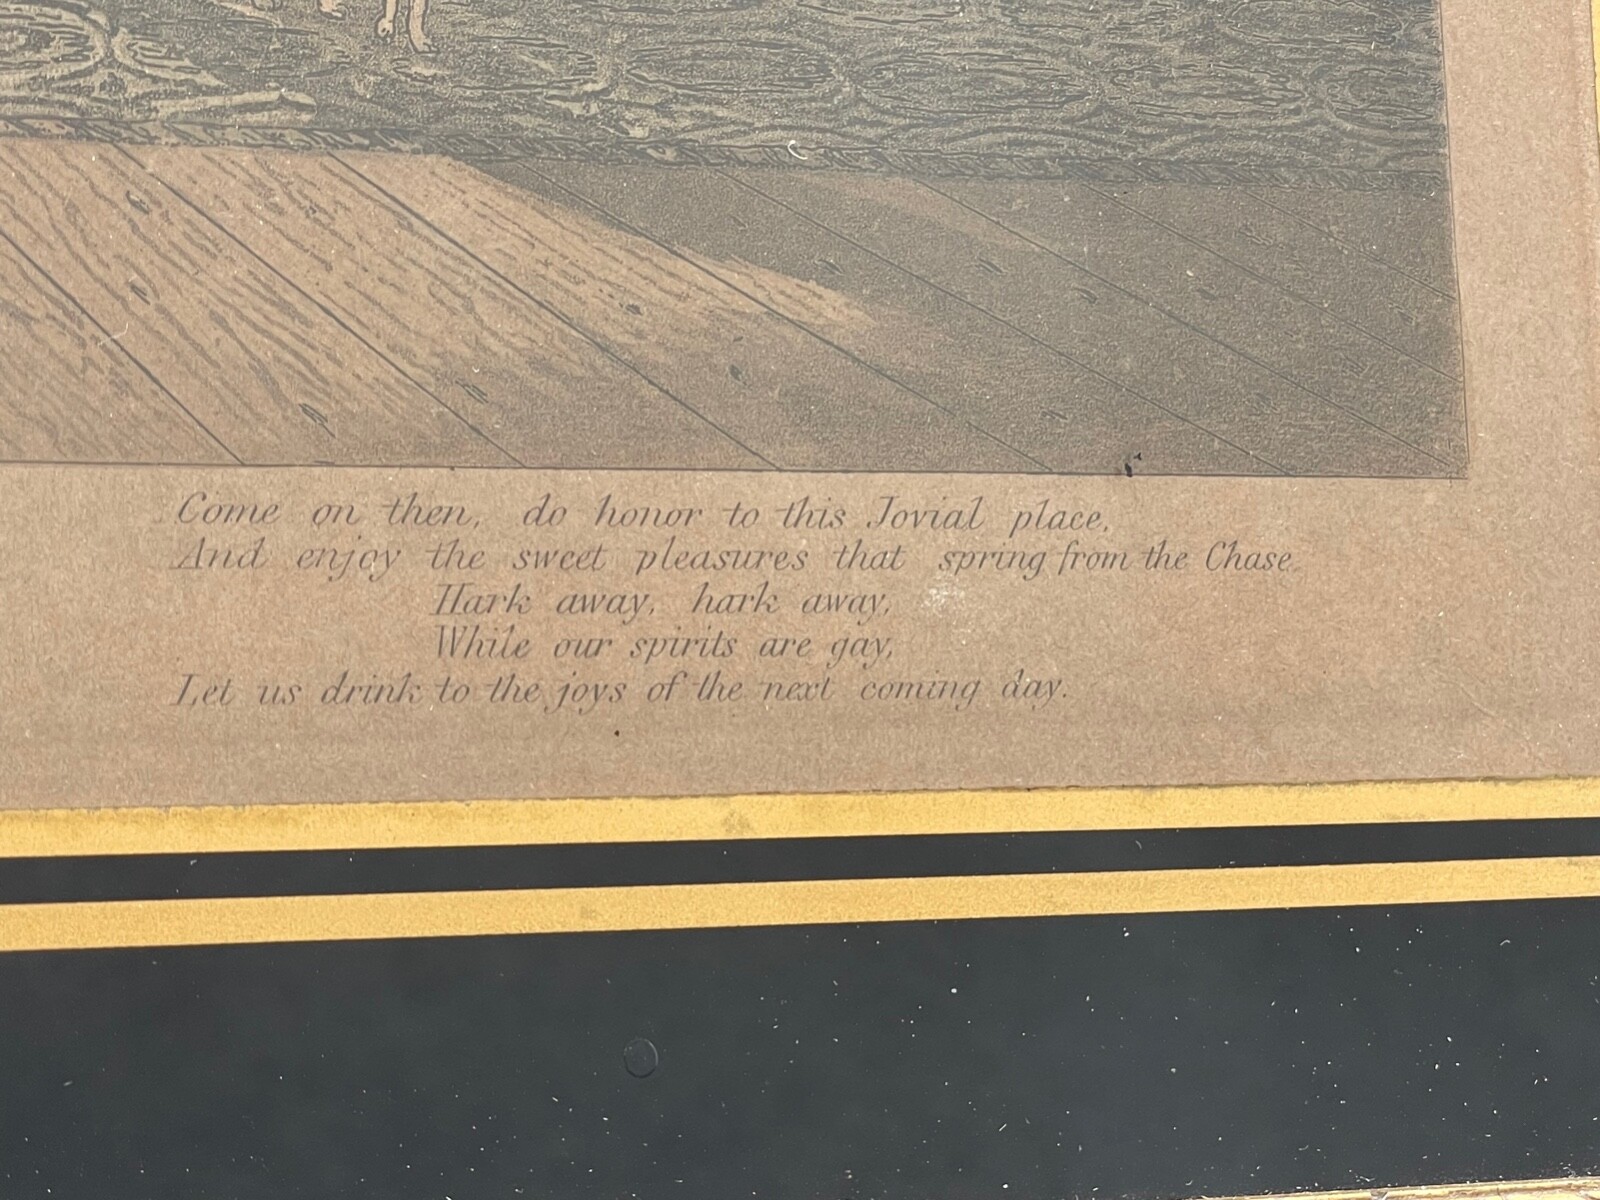 Come on then, do honor to this Jovial place,
And enjoy the sweet pleasures that spring from the Chase
Hark away, hark away,
While our spirits are gay,
Let us drink to the joys of the next coming day.